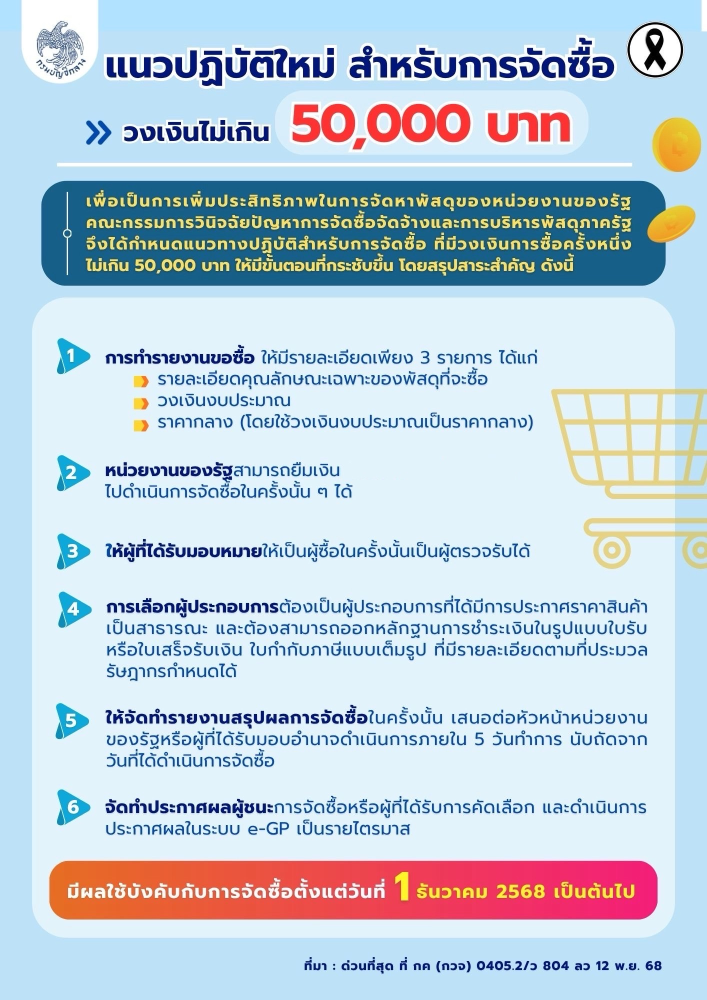 กรมบัญชีกลาง
แนวปฏิบัติใหม่ สำหรับการจัดซื้อ
วงเงินไม่เกิน 50,000 บาท
เพื่อเป็นการเพิ่มประสิทธิภาพในการจัดหาพัสดุของหน่วยงานของรัฐ
คณะกรรมการวินิจฉัยปัญหาการจัดซื้อจัดจ้างและการบริหารพัสดุภาครัฐ
จึงได้กำหนดแนวทางปฏิบัติสำหรับการจัดซื้อ ที่มีวงเงินการซื้อครั้งหนึ่ง
ไม่เกิน 50,000 บาท ให้มีขั้นตอนที่กระชับขึ้น โดยสรุปสาระสำคัญ ดังนี้
1 การทำรายงานขอซื้อ ให้มีรายละเอียดเพียง 3 รายการ ได้แก่
รายละเอียดคุณลักษณะเฉพาะของพัสดุที่จะซื้อ
วงเงินงบประมาณ
ราคากลาง (โดยใช้วงเงินงบประมาณเป็นราคากลาง)
2 หน่วยงานของรัฐสามารถยืมเงิน
ไปดำเนินการจัดซื้อในครั้งนั้น ๆ ได้
3 ให้ผู้ที่ได้รับมอบหมายให้เป็นผู้ซื้อในครั้งนั้นเป็นผู้ตรวจรับได้
4 การเลือกผู้ประกอบการต้องเป็นผู้ประกอบการที่ได้มีการประกาศราคาสินค้า
เป็นสาธารณะ และต้องสามารถออกหลักฐานการชำระเงินในรูปแบบใบรับ
หรือใบเสร็จรับเงิน ใบกำกับภาษีแบบเต็มรูป ที่มีรายละเอียดตามที่ประมวล
รัษฎากรกำหนดได้
5 ให้จัดทำรายงานสรุปผลการจัดซื้อในครั้งนั้น เสนอต่อหัวหน้าหน่วยงาน
ของรัฐหรือผู้ที่ได้รับมอบอำนาจดำเนินการภายใน 5 วันทำการ นับถัดจาก
วันที่ได้ดำเนินการจัดซื้อ
6 จัดทำประกาศผลผู้ชนะการจัดซื้อหรือผู้ที่ได้รับการคัดเลือก และดำเนินการ
ประกาศผลในระบบ e-GP เป็นรายไตรมาส
มีผลใช้บังคับกับการจัดซื้อตั้งแต่วันที่ 1 ธันวาคม 2568 เป็นต้นไป
ที่มา : ด่วนที่สุด ที่ กค (กวจ) 0405.2/ว 804 ลว 12 พ.ย. 68